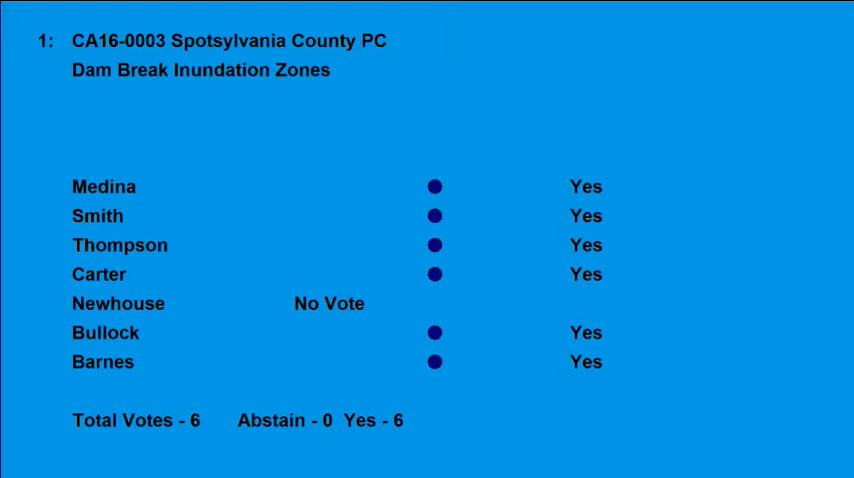 1: CA16-0003 Spotsylvania County PC
Dam Break Inundation Zones
Medina Yes
Smith Yes
Thompson Yes
Carter Yes
Newhouse No Vote
Bullock Yes
Barnes Yes
Total Votes - 6 Abstain - 0 Yes - 6